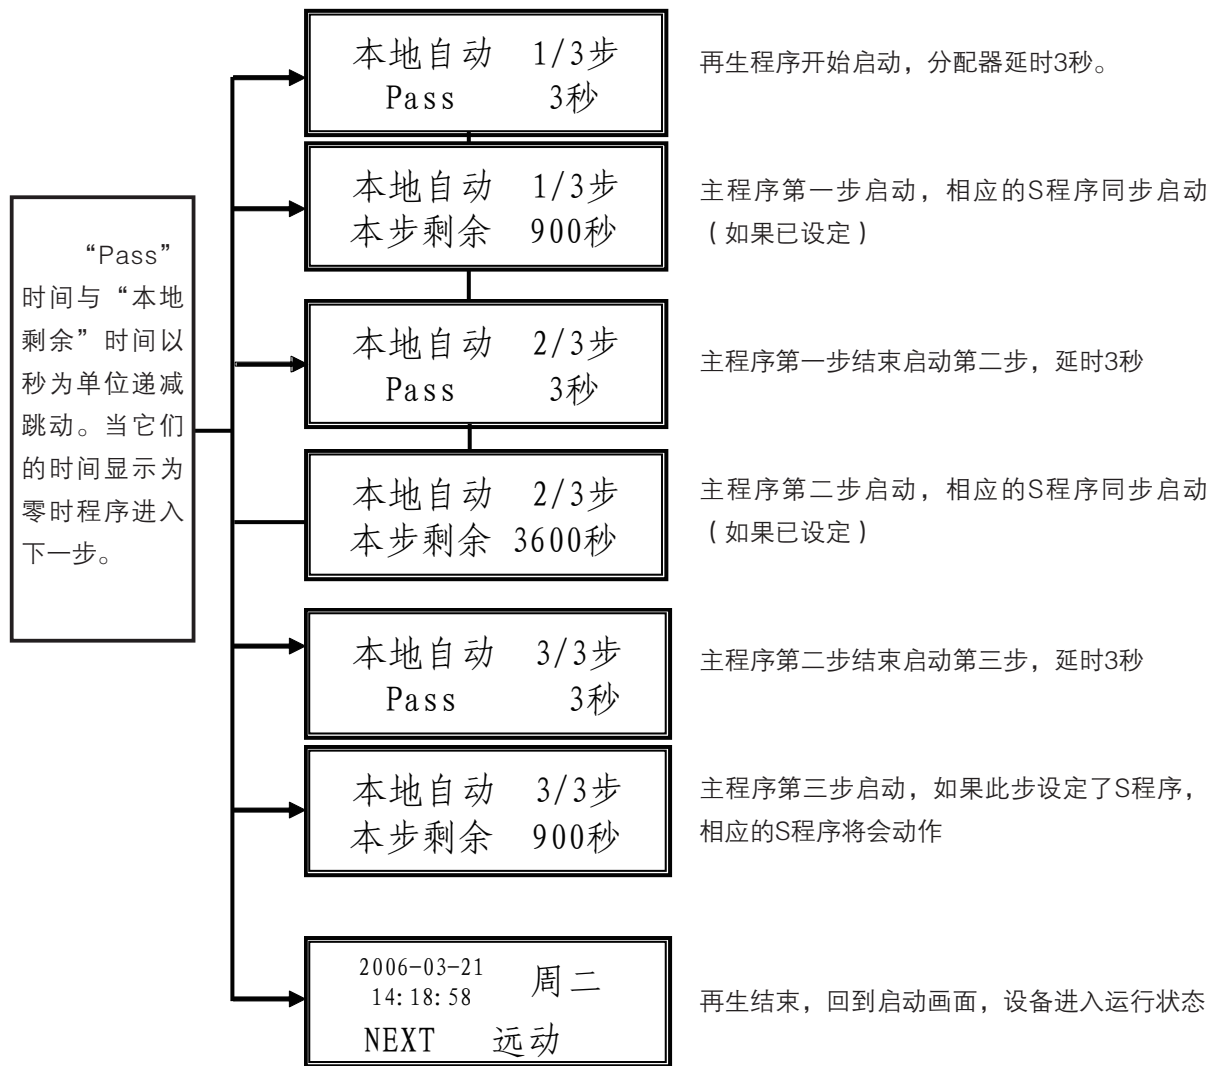 本地自动 1/3步
Pass 3秒
再生程序开始启动，分配器延时3秒。
本地自动 1/3步
本步剩余 900秒
主程序第一步启动，相应的S程序同步启动
（如果已设定）
“Pass”
时间与“本地
剩余”时间以
秒为单位递减
跳动。当它们
的时间显示为
零时程序进入
下一步。
本地自动 2/3步
Pass 3秒
主程序第一步结束启动第二步，延时3秒
本地自动 2/3步
本步剩余 3600秒
主程序第二步启动，相应的S程序同步启动
（如果已设定）
本地自动 3/3步
Pass 3秒
主程序第二步结束启动第三步，延时3秒
本地自动 3/3步
本步剩余 900秒
主程序第三步启动，如果此步设定了S程序，
相应的S程序将会动作
2006-03-21 周二
14:18:58
NEXT 远动
再生结束，回到启动画面，设备进入运行状态